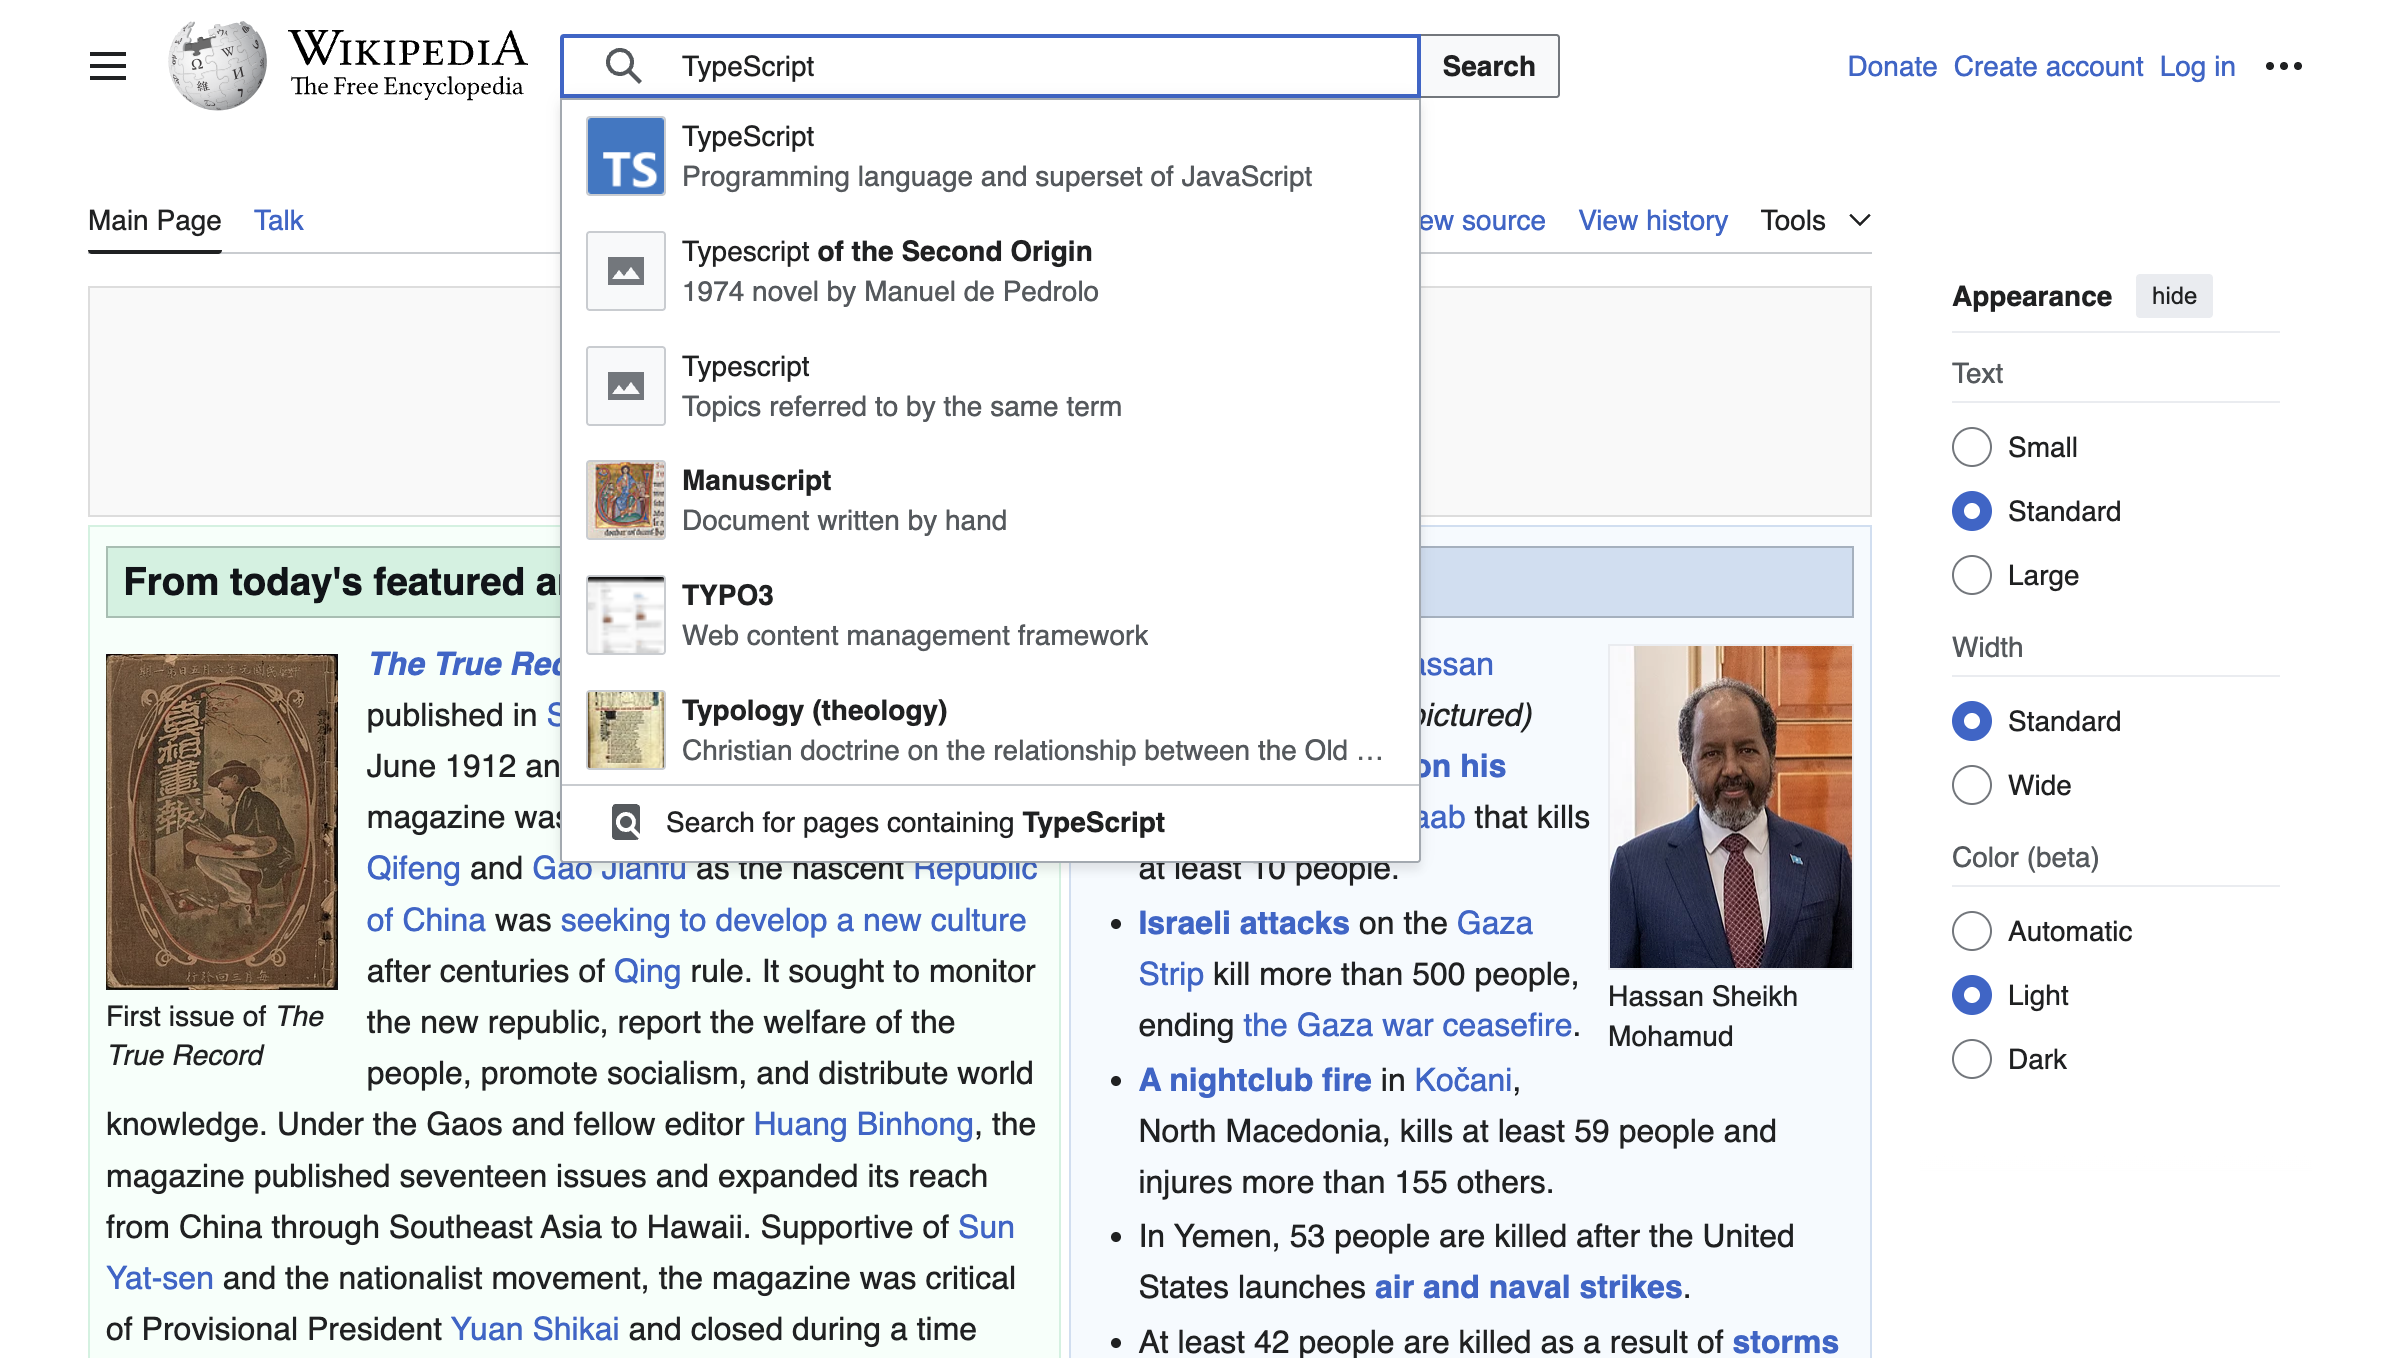 WIKIPEDIA
The Free Encyclopedia
TypeScript
Search
Donate Create account Log in
TypeScript
Programming language and superset of JavaScript
Typescript of the Second Origin
1974 novel by Manuel de Pedrolo
Typescript
Topics referred to by the same term
Manuscript
Document written by hand
TYPO3
Web content management framework
Typology (theology)
Christian doctrine on the relationship between the Old …
Search for pages containing TypeScript
TS
Main Page Talk
source View history Tools
From today's featured
The True
published in
June 1912
magazine
Qifeng and Gao Jianfu as the nascent Republic
of China was seeking to develop a new culture
after centuries of Qing rule. It sought to monitor
the new republic, report the welfare of the
people, promote socialism, and distribute world
knowledge. Under the Gaos and fellow editor Huang Binhong, the
magazine published seventeen issues and expanded its reach
from China through Southeast Asia to Hawaii. Supportive of Sun
Yat-sen and the nationalist movement, the magazine was critical
of Provisional President Yuan Shikai and closed during a time
First issue of The
True Record
on his
that kills
at least 10 people.
Israeli attacks on the Gaza
Strip kill more than 500 people,
ending the Gaza war ceasefire.
A nightclub fire in Kočani,
North Macedonia, kills at least 59 people and
injures more than 155 others.
In Yemen, 53 people are killed after the United
States launches air and naval strikes.
At least 42 people are killed as a result of storms
Hassan Sheikh
Mohamud
Appearance hide
Text
Small
Standard
Large
Width
Standard
Wide
Color (beta)
Automatic
Light
Dark